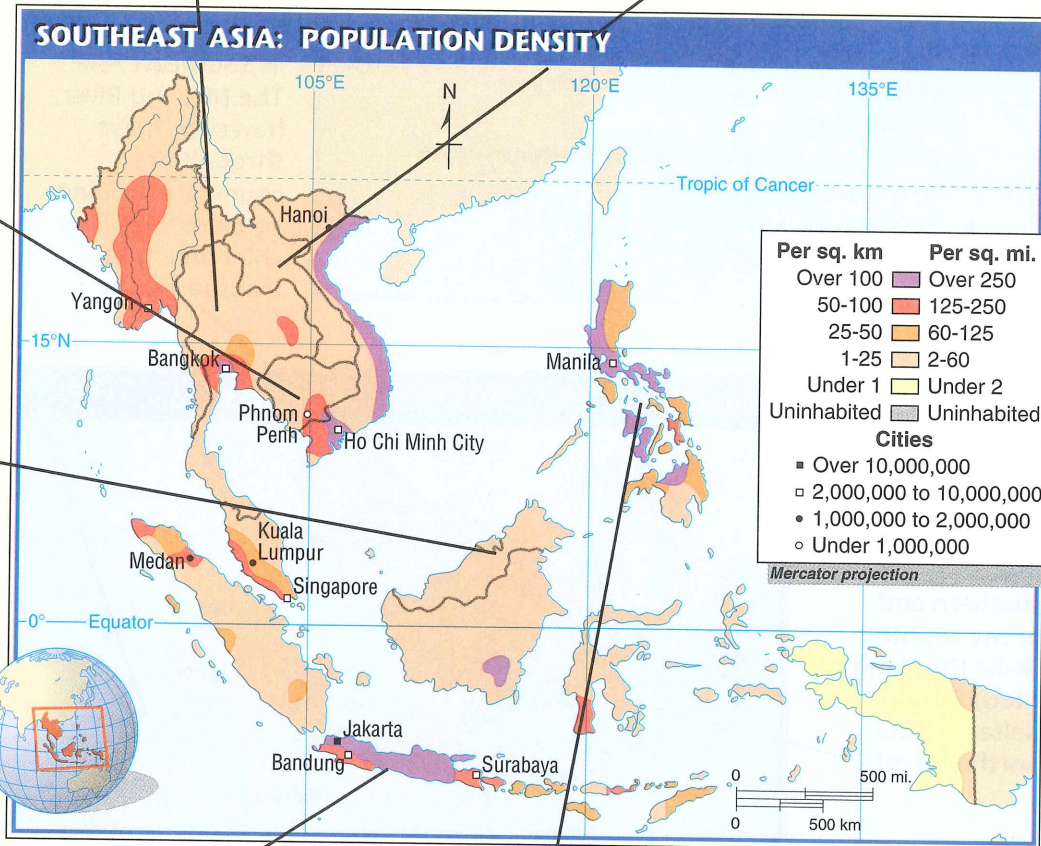 SOUTHEAST ASIA: POPULATION DENSITY
105°E
120°E
135°E
N
Tropic of Cancer
Hanoi
Per sq. km Per sq. mi.
Over 100 Over 250
50-100 125-250
25-50 60-125
1-25 2-60
Under 1 Under 2
Uninhabited Uninhabited
Cities
Over 10,000,000
2,000,000 to 10,000,000
1,000,000 to 2,000,000
Under 1,000,000
Mercator projection
Yangon
15°N
Bangkok
Manila
Phnom
Penh
Ho Chi Minh City
Kuala
Lumpur
Medan
Singapore
0°
Equator
Jakarta
Bandung
Surabaya
0 500 mi.
0 500 km